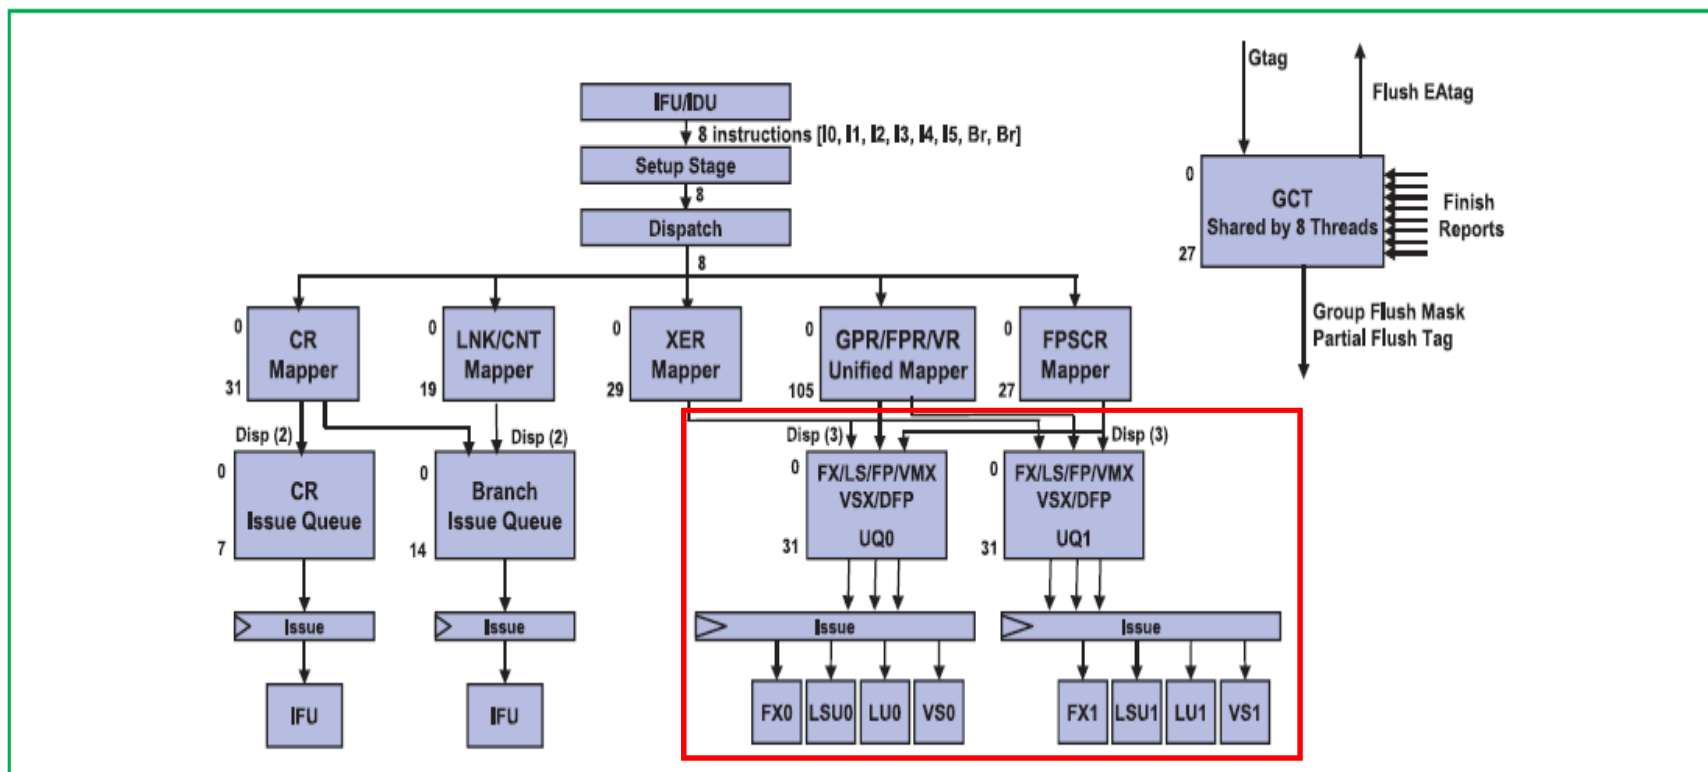 IFU/IDU
8 instructions [I0, I1, I2, I3, I4, I5, Br, Br]
Setup Stage
8
Dispatch
8
Gtag
Flush EAtag
0
GCT
Shared by 8 Threads
27
Finish
Reports
Group Flush Mask
Partial Flush Tag
0
CR
Mapper
31
0
LNK/CNT
Mapper
19
0
XER
Mapper
29
0
GPR/FPR/VR
Unified Mapper
105
0
FPSCR
Mapper
27
Disp (2)
Disp (2)
Disp (3)
Disp (3)
0
CR
Issue Queue
7
0
Branch
Issue Queue
14
0
FX/LS/FP/VMX
VSX/DFP
UQ0
31
0
FX/LS/FP/VMX
VSX/DFP
UQ1
31
Issue
Issue
Issue
Issue
IFU
IFU
FX0
LSU0
LU0
VS0
FX1
LSU1
LU1
VS1